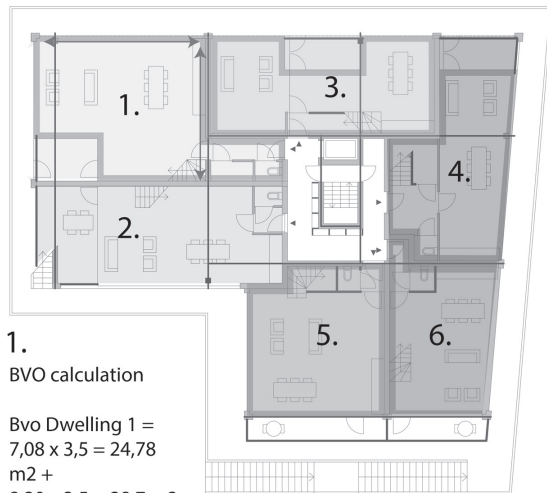 1.
3.
4.
2.
5.
6.
1.
BVO calculation
Bvo Dwelling 1 =
7,08 x 3,5 = 24,78
m2 +